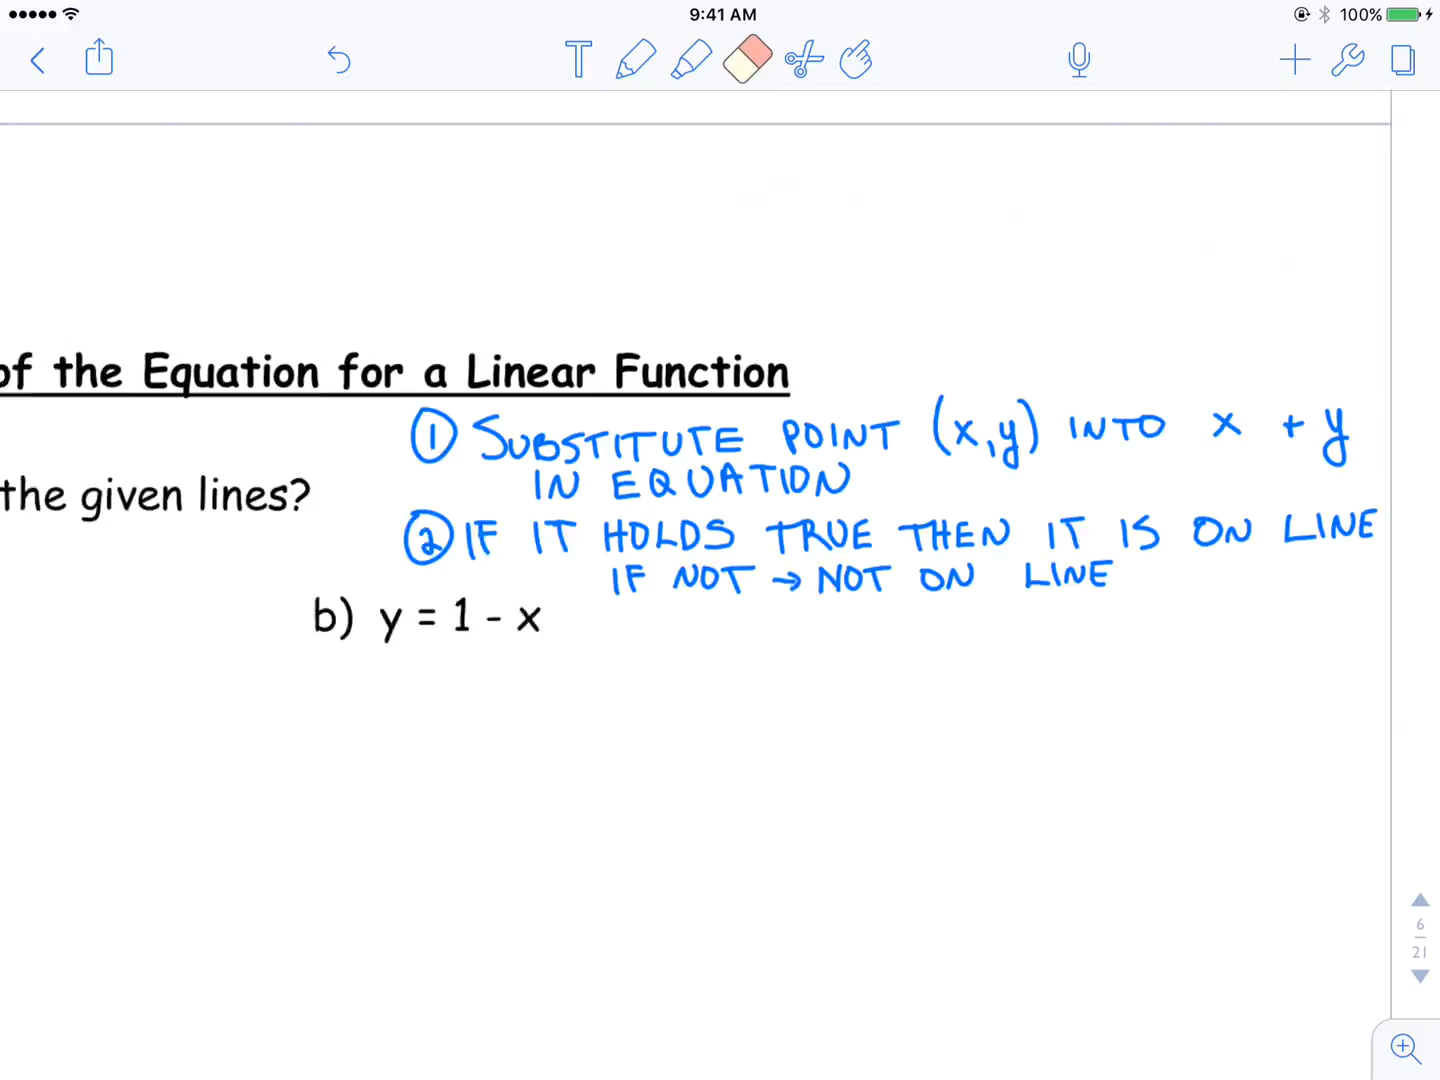 9:41 AM
100%
T
of the Equation for a Linear Function
① SUBSTITUTE POINT (x,y) INTO x + y
IN EQUATION
the given lines?
② IF IT HOLDS TRUE THEN IT IS ON LINE
IF NOT → NOT ON LINE
b) y = 1 - x
6
21